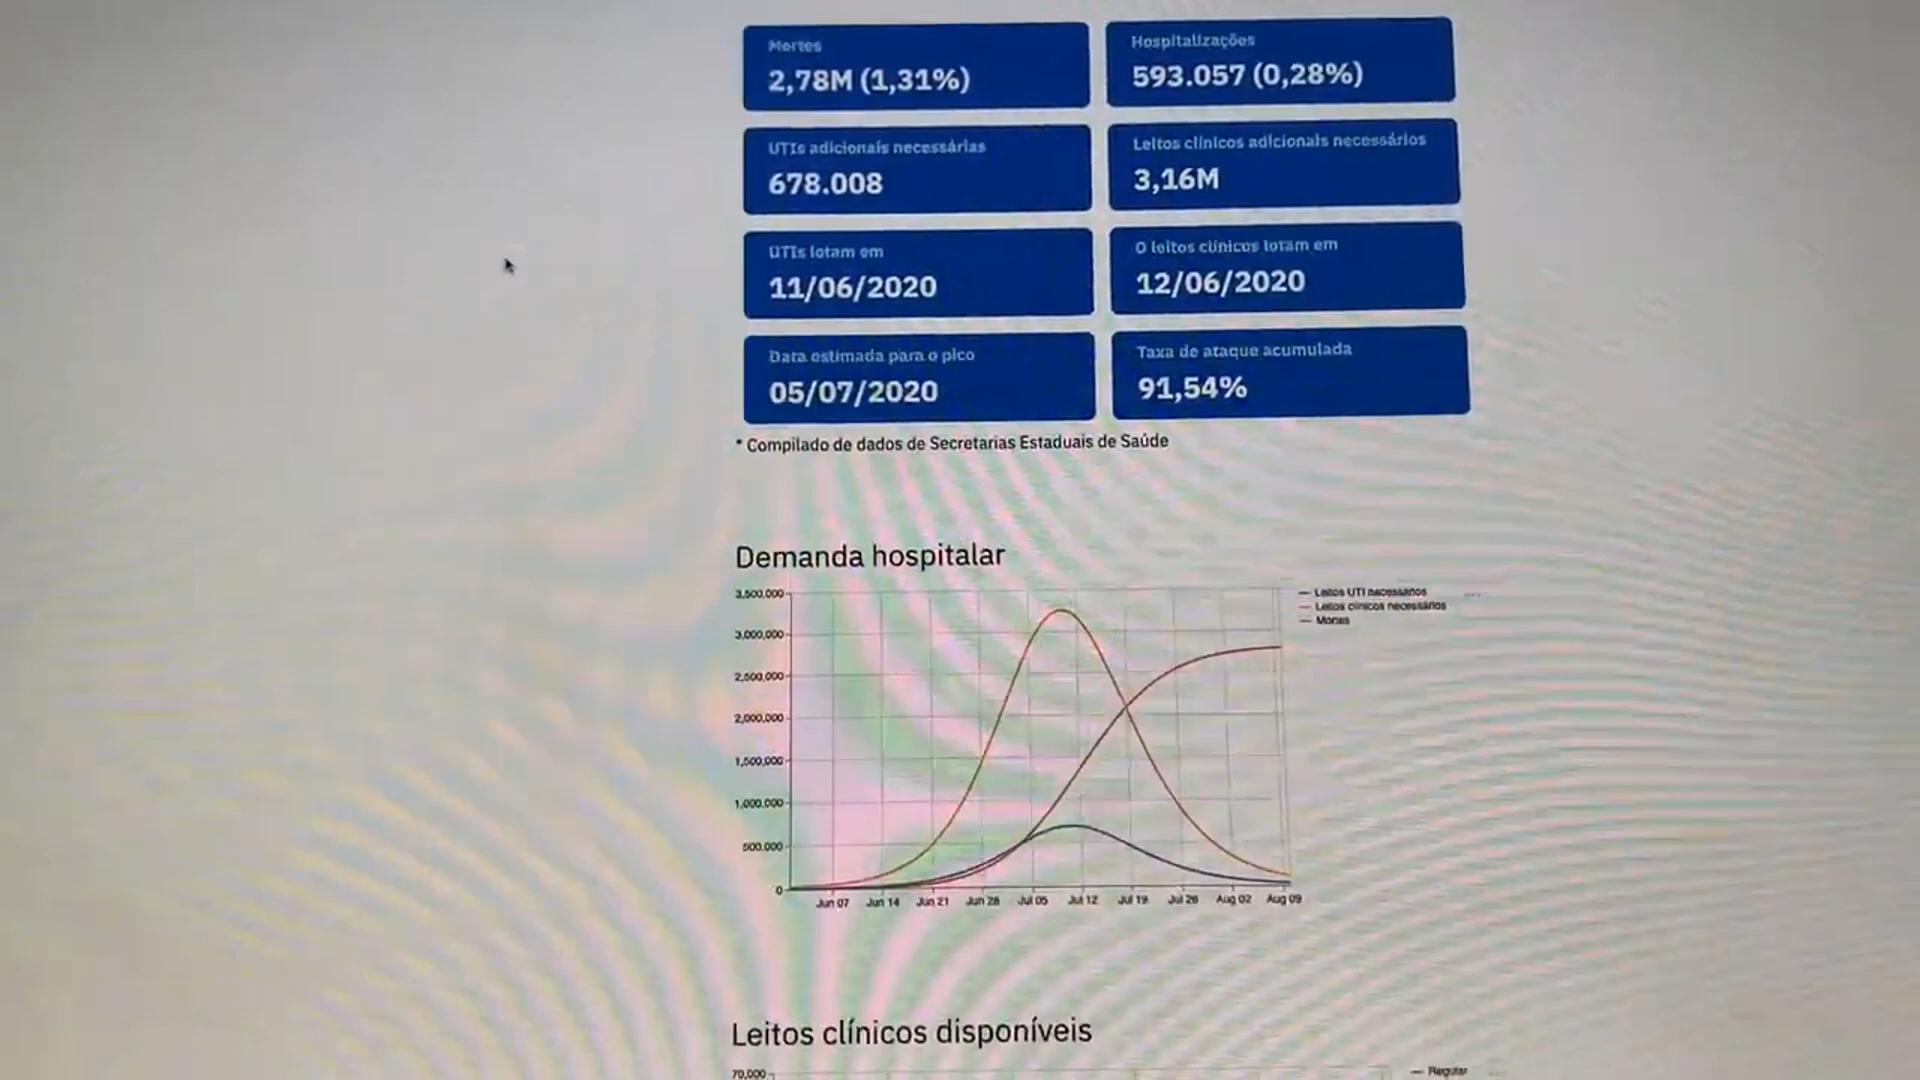 Mortes
2,78M (1,31%)
Hospitalizações
593.057 (0,28%)
UTIs adicionais necessárias
678.008
Leitos clínicos adicionais necessários
3,16M
UTIs lotam em
11/06/2020
O leitos clínicos lotam em
12/06/2020
Data estimada para o pico
05/07/2020
Taxa de ataque acumulada
91,54%
* Compilado de dados de Secretarias Estaduais de Saúde
Demanda hospitalar
3,500,000
3,000,000
2,500,000
2,000,000
1,500,000
1,000,000
500,000
0
Jun 07 Jun 14 Jun 21 Jun 28 Jul 05 Jul 12 Jul 19 Jul 26 Aug 02 Aug 09
Leitos UTI necessários
Leitos clínicos necessários
Mortes
Leitos clínicos disponíveis
70,000
Regular